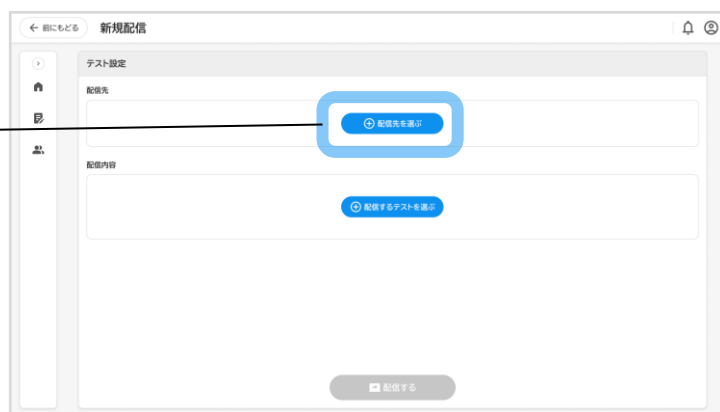 前にもどる
新規配信
テスト設定
配信先
配信先を選ぶ
配信内容
配信するテストを選ぶ
配信する